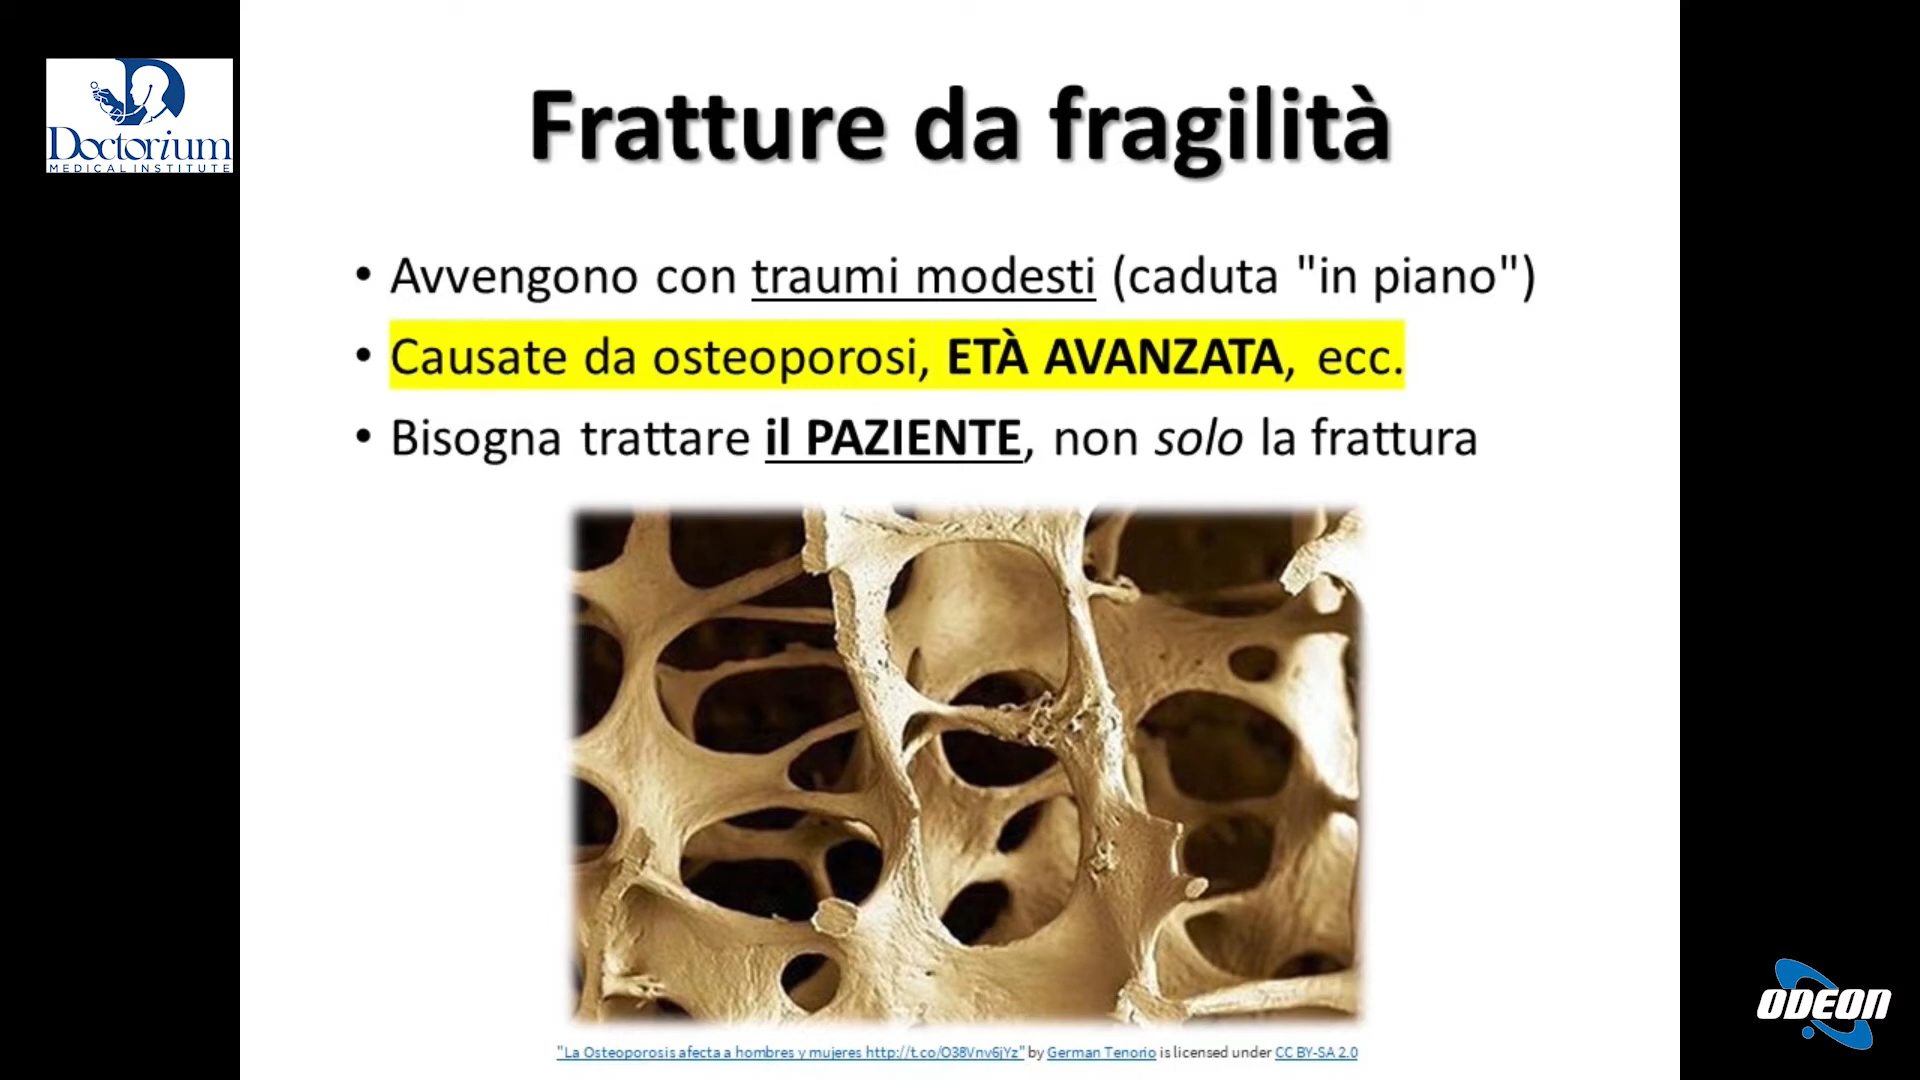 Doctorium
MEDICAL INSTITUTE
Fratture da fragilità
• Avvengono con traumi modesti (caduta "in piano")
• Causate da osteoporosi, ETÀ AVANZATA, ecc.
• Bisogna trattare il PAZIENTE, non solo la frattura
"La Osteoporosis afecta a hombres y mujeres http://t.co/O38Vnv6jYz" by German Tenorio is licensed under CC BY-SA 2.0
ODEON